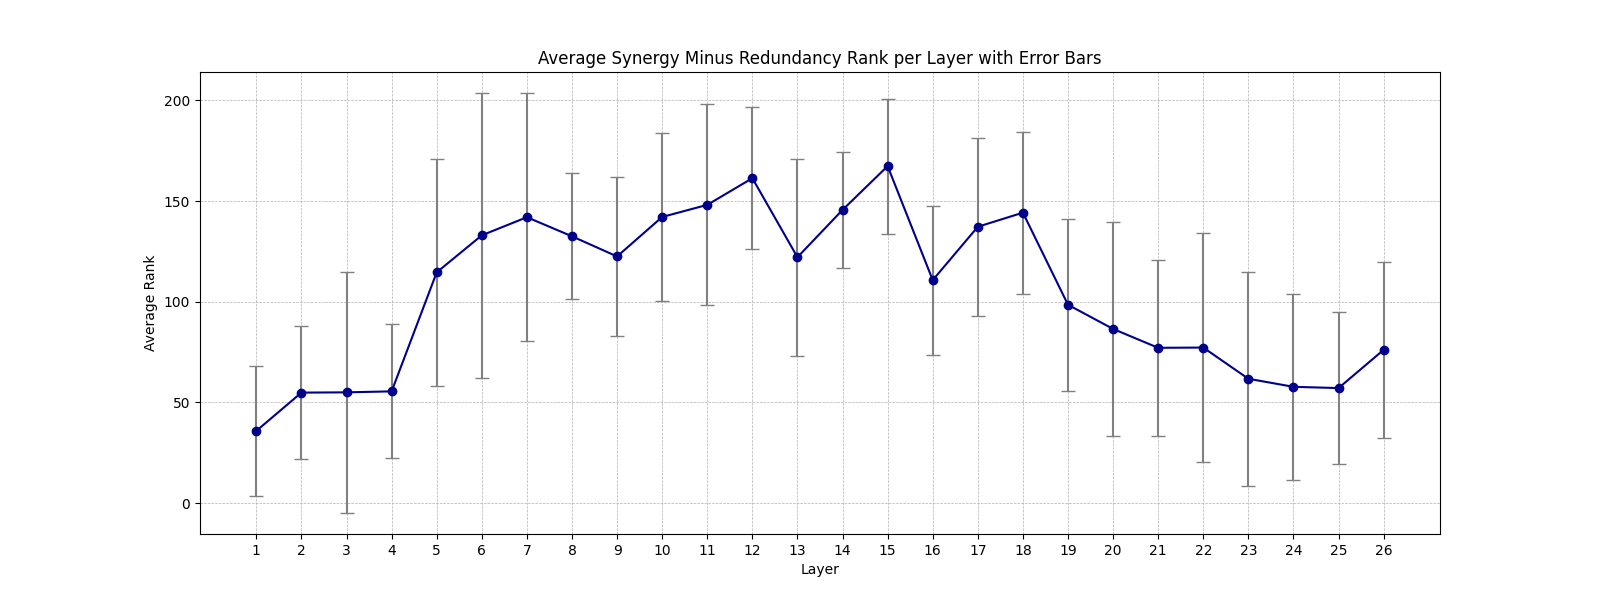 Average Synergy Minus Redundancy Rank per Layer with Error Bars
200
150
100
50
0
Average Rank
1 2 3 4 5 6 7 8 9 10 11 12 13 14 15 16 17 18 19 20 21 22 23 24 25 26
Layer